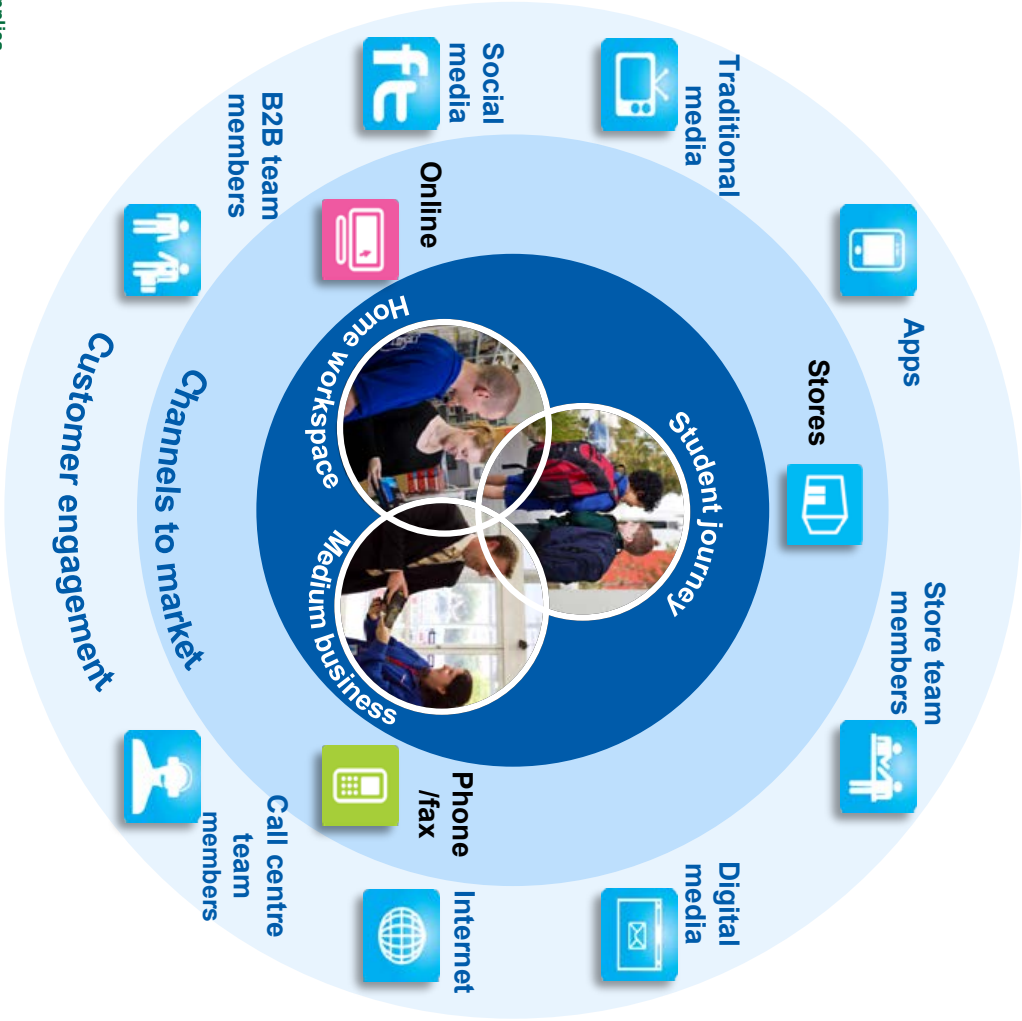 Apps
Store team
members
Stores
Traditional
media
Digital
media
Student journey
Social
media
Internet
Online
Phone
/fax
Home workspace
Medium business
B2B team
members
Call centre
team
members
Channels to market
Customer engagement